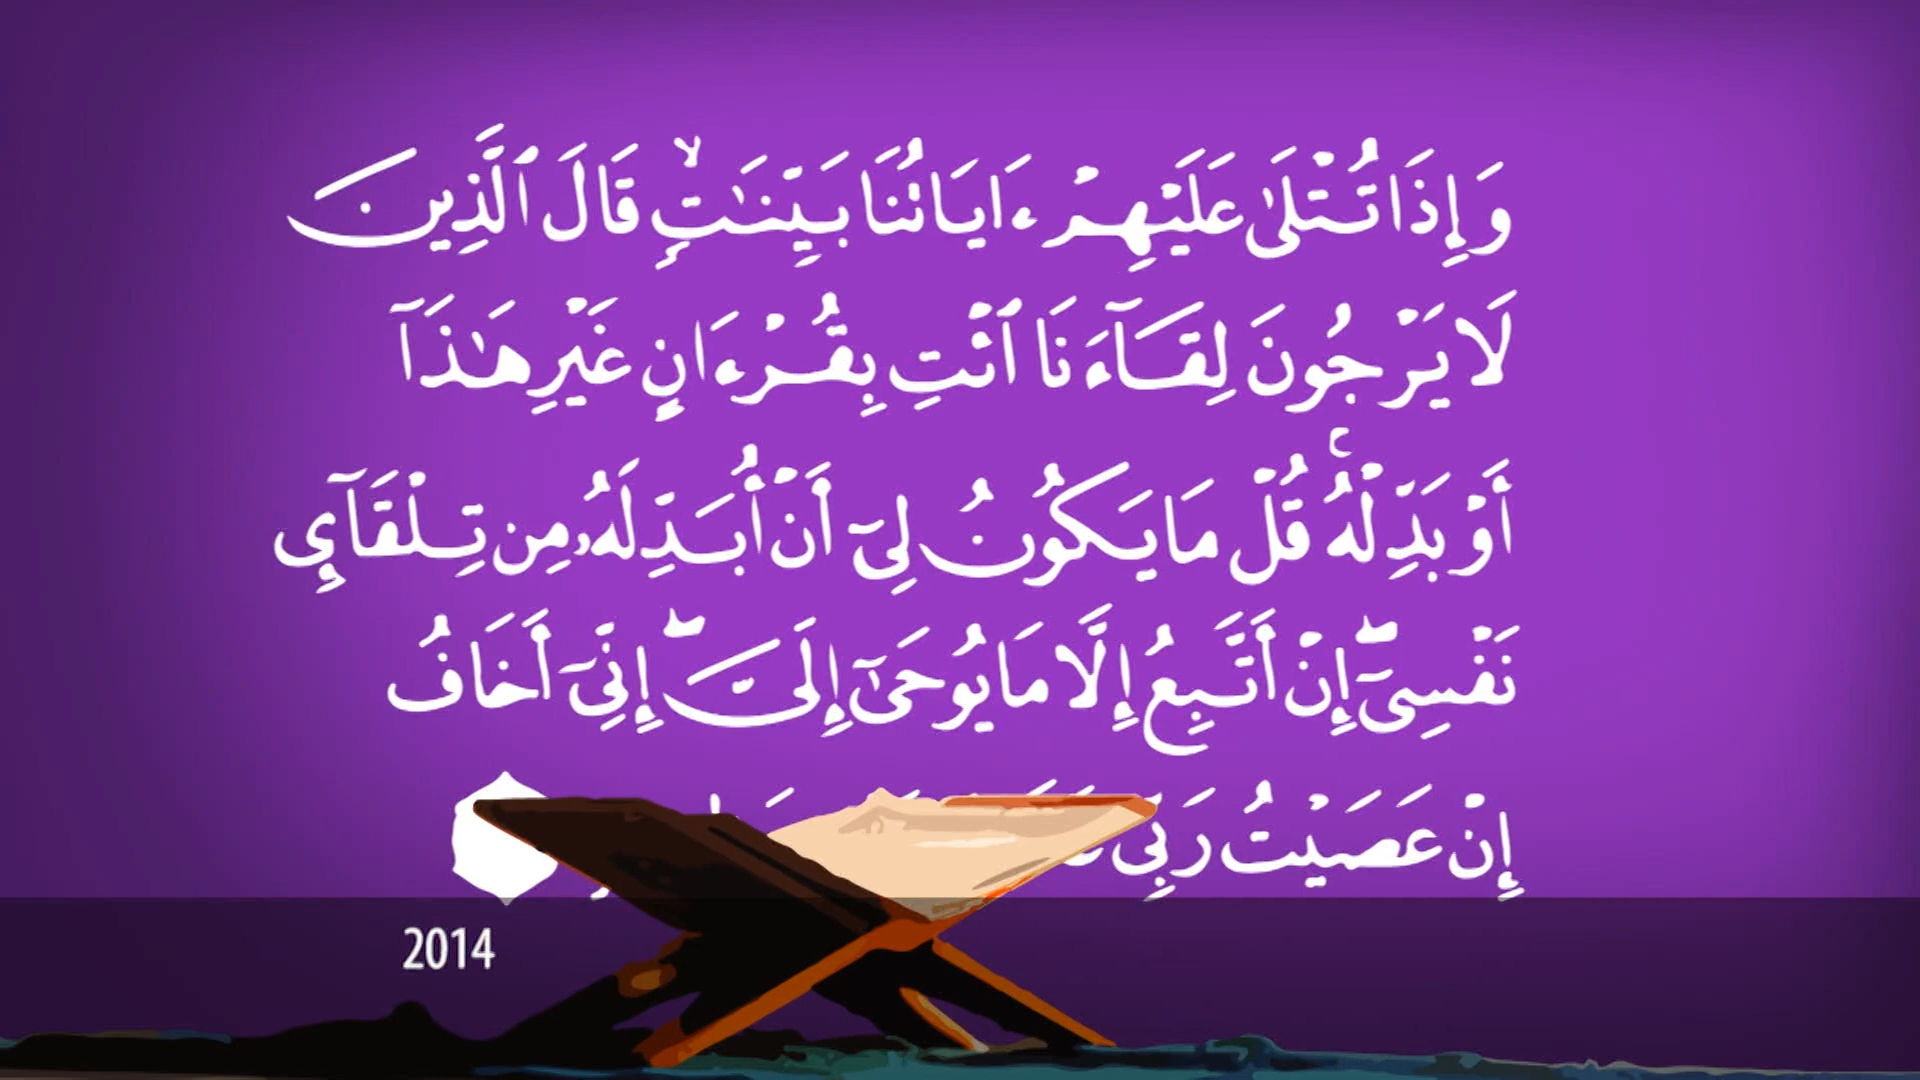 وَإِذَا تُتْلَىٰ عَلَيْهِمْ ءَايَاتُنَا بَيِّنَٰتٍۙ قَالَ ٱلَّذِينَ
لَا يَرْجُونَ لِقَآءَنَا ٱئْتِ بِقُرْءَانٍ غَيْرِ هَٰذَآ
أَوْ بَدِّلْهُۚ قُلْ مَا يَكُونُ لِىٓ أَنْ أُبَدِّلَهُۥ مِن تِلْقَآئِ
نَفْسِىٓۖ إِنْ أَتَّبِعُ إِلَّا مَا يُوحَىٰٓ إِلَىَّۖ إِنِّىٓ أَخَافُ
إِنْ عَصَيْتُ رَبِّى
2014